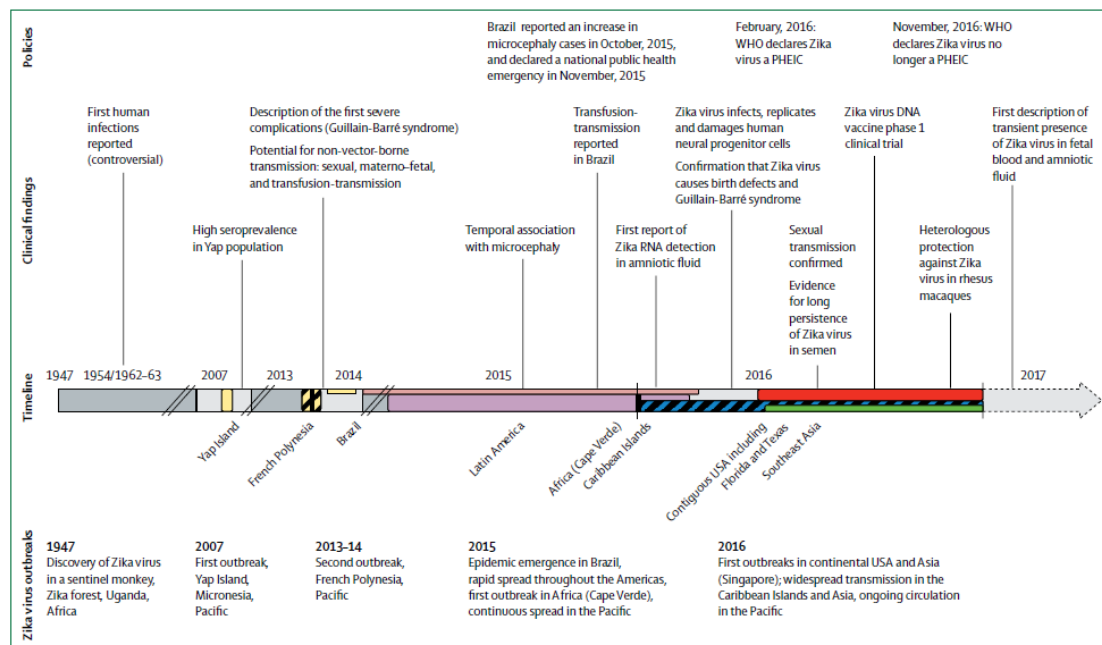 Policies
Brazil reported an increase in
microcephaly cases in October, 2015,
and declared a national public health
emergency in November, 2015
February, 2016:
WHO declares Zika
virus a PHEIC
November, 2016: WHO
declares Zika virus no
longer a PHEIC
Clinical findings
First human
infections
reported
(controversial)
Description of the first severe
complications (Guillain-Barré syndrome)
Potential for non-vector-borne
transmission: sexual, materno–fetal,
and transfusion-transmission
Transfusion-
transmission
reported
in Brazil
Zika virus infects, replicates
and damages human
neural progenitor cells
Confirmation that Zika virus
causes birth defects and
Guillain-Barré syndrome
Zika virus DNA
vaccine phase 1
clinical trial
First description of
transient presence
of Zika virus in fetal
blood and amniotic
fluid
High seroprevalence
in Yap population
Temporal association
with microcephaly
First report of
Zika RNA detection
in amniotic fluid
Sexual
transmission
confirmed
Evidence
for long
persistence
of Zika virus
in semen
Heterologous
protection
against Zika
virus in rhesus
macaques
Timeline
1947 1954/1962–63 2007 2013 2014 2015 2016 2017
Yap Island
French Polynesia
Brazil
Latin America
Africa (Cape Verde)
Caribbean Islands
Contiguous USA including
Florida and Texas
Southeast Asia
Zika virus outbreaks
1947
Discovery of Zika virus
in a sentinel monkey,
Zika forest, Uganda,
Africa
2007
First outbreak,
Yap Island,
Micronesia,
Pacific
2013–14
Second outbreak,
French Polynesia,
Pacific
2015
Epidemic emergence in Brazil,
rapid spread throughout the Americas,
first outbreak in Africa (Cape Verde),
continuous spread in the Pacific
2016
First outbreaks in continental USA and Asia
(Singapore); widespread transmission in the
Caribbean Islands and Asia, ongoing circulation
in the Pacific